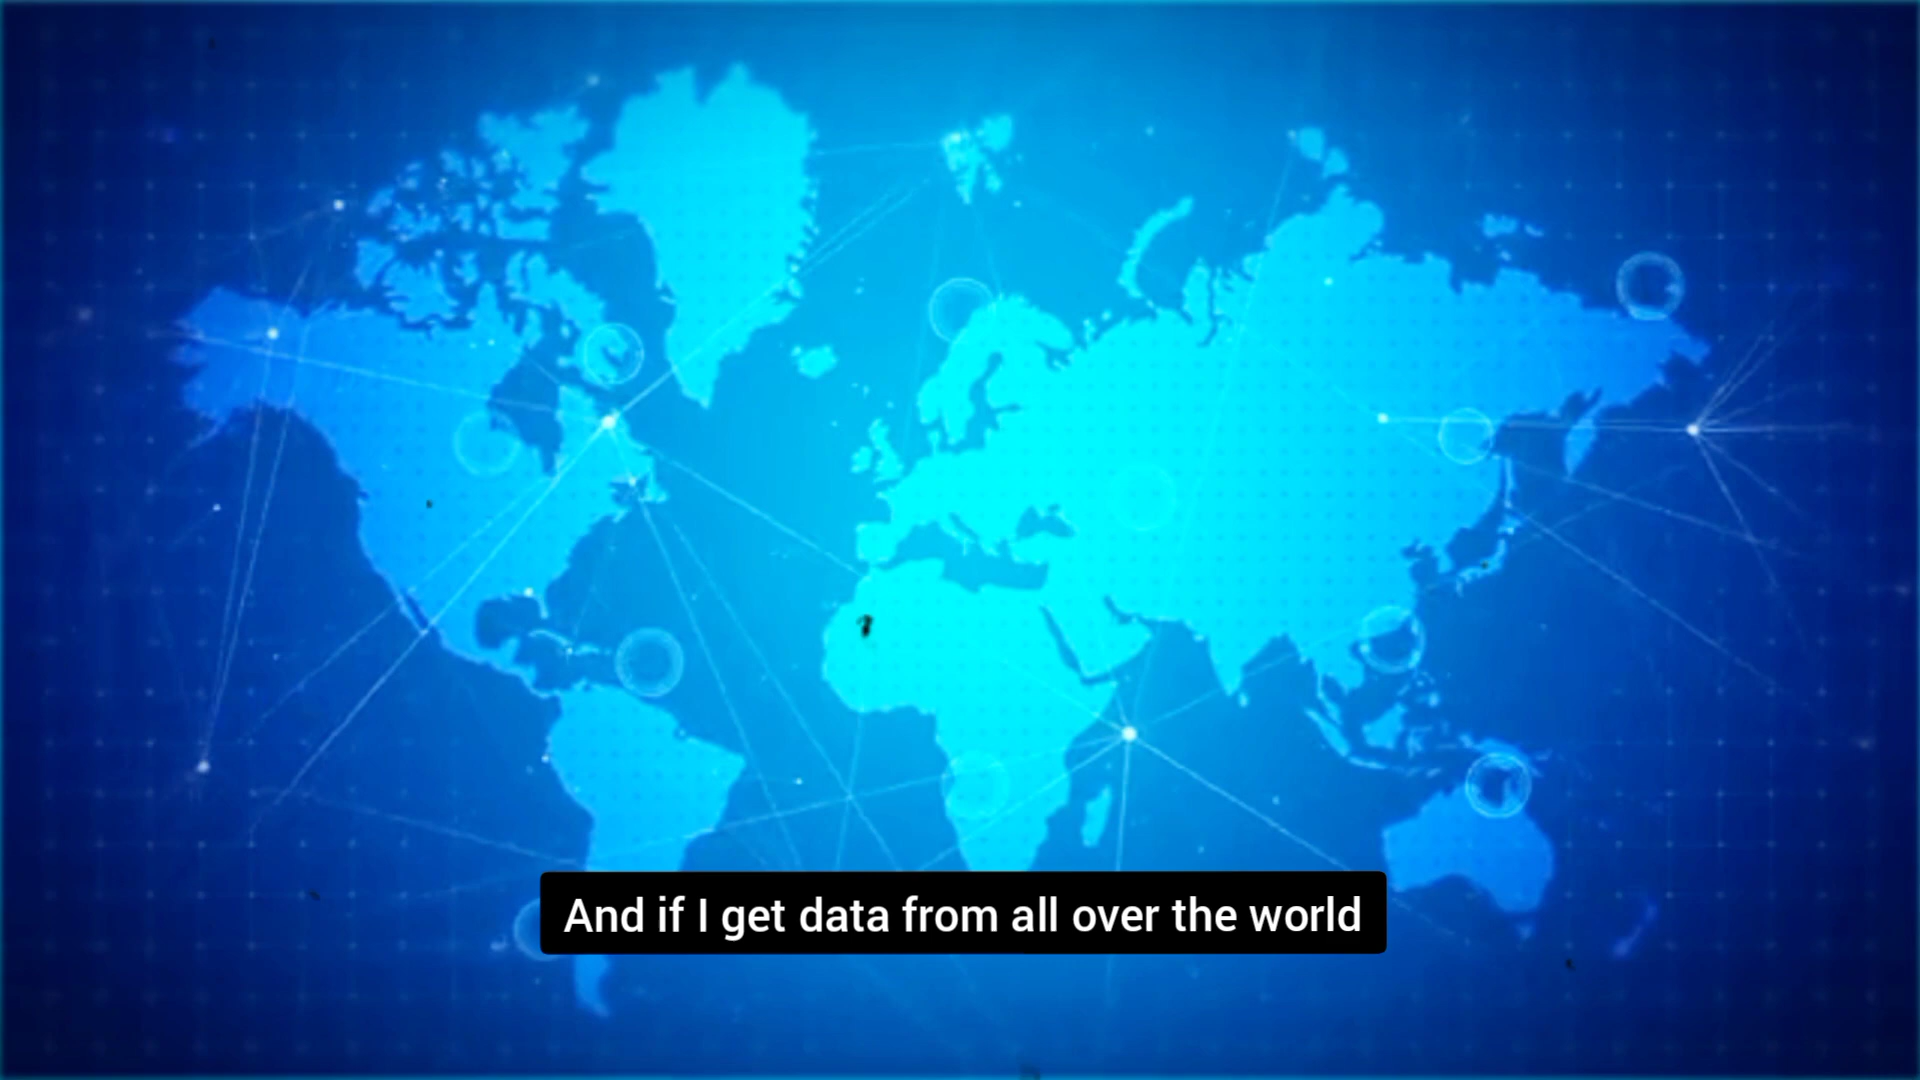 And if I get data from all over the world